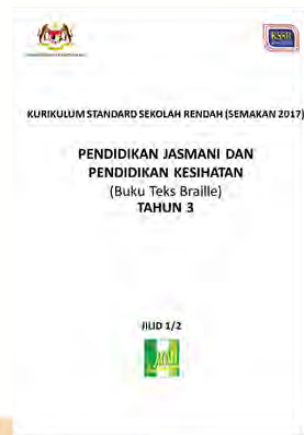 KSSR
KURIKULUM STANDARD SEKOLAH RENDAH (SEMAKAN 2017)
PENDIDIKAN JASMANI DAN
PENDIDIKAN KESIHATAN
(Buku Teks Braille)
TAHUN 3
JILID 1/2